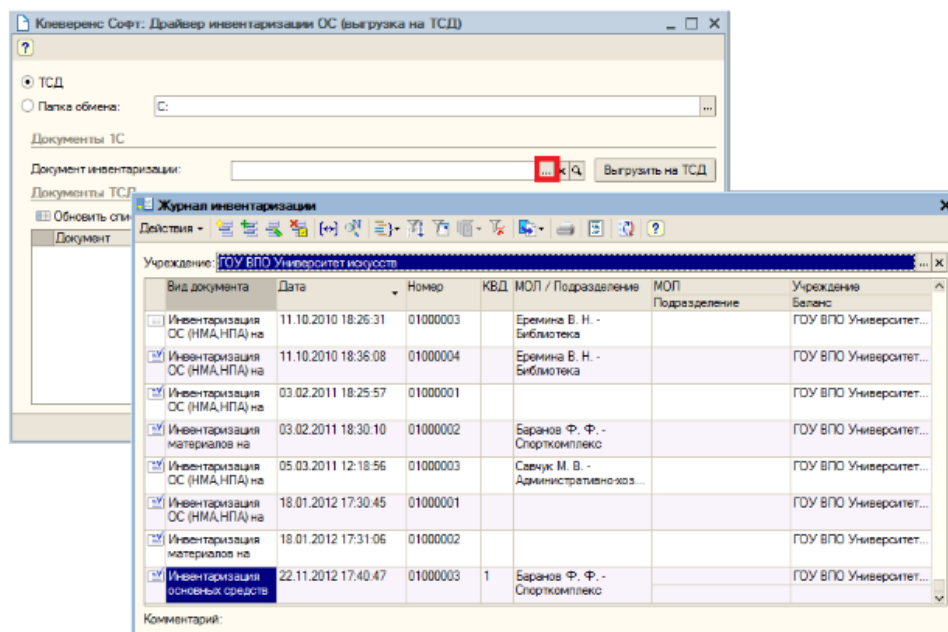 Клеверенс Софт: Драйвер инвентаризации ОС (выгрузка на ТСД)
ТСД
Папка обмена: C:
Документы 1С
Документ инвентаризации: Выгрузить на ТСД
Документы ТСД
Обновить спи
Документ
Журнал инвентаризации
Действия
Учреждение: ГОУ ВПО Университет искусств
Вид документа Дата Номер КВД МОЛ / Подразделение МОЛ Учреждение
Подразделение Баланс
Инвентаризация 11.10.2010 18:26:31 01000003 Еремина В. Н. - ГОУ ВПО Университет...
ОС (НМА,НПА) на Библиотека
Инвентаризация 11.10.2010 18:36:08 01000004 Еремина В. Н. - ГОУ ВПО Университет...
ОС (НМА,НПА) на Библиотека
Инвентаризация 03.02.2011 18:25:57 01000001 ГОУ ВПО Университет...
ОС (НМА,НПА) на
Инвентаризация 03.02.2011 18:30:10 01000002 Баранов Ф. Ф. - ГОУ ВПО Университет...
материалов на Спорткомплекс
Инвентаризация 05.03.2011 12:18:56 01000003 Савчук М. В. - ГОУ ВПО Университет...
ОС (НМА,НПА) на Административно-хоз...
Инвентаризация 18.01.2012 17:30:45 01000001 ГОУ ВПО Университет...
ОС (НМА,НПА) на
Инвентаризация 18.01.2012 17:31:06 01000002 ГОУ ВПО Университет...
материалов на
Инвентаризация 22.11.2012 17:40:47 01000003 1 Баранов Ф. Ф. - ГОУ ВПО Университет...
основных средств Спорткомплекс
Комментарий: